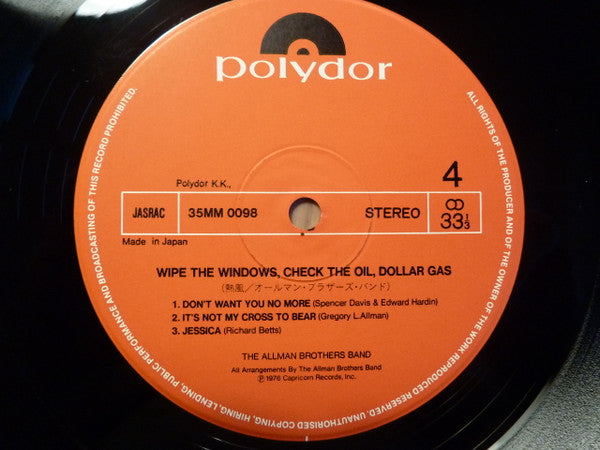 polydor
Polydor K.K.,
4
JASRAC
35MM 0098
STEREO
33 1/3
Made in Japan
WIPE THE WINDOWS, CHECK THE OIL, DOLLAR GAS
(熱風/オールマン・ブラザーズ・バンド)
1. DON'T WANT YOU NO MORE (Spencer Davis & Edward Hardin)
2. IT'S NOT MY CROSS TO BEAR (Gregory L.Allman)
3. JESSICA (Richard Betts)
THE ALLMAN BROTHERS BAND
All Arrangements By The Allman Brothers Band
Ⓟ1976 Capricorn Records, Inc.
ALL RIGHTS OF THE PRODUCER AND OF THE OWNER OF THE WORK REPRODUCED RESERVED. UNAUTHORISED COPYING, HIRING, LENDING, PUBLIC PERFORMANCE AND BROADCASTING OF THIS RECORD PROHIBITED.